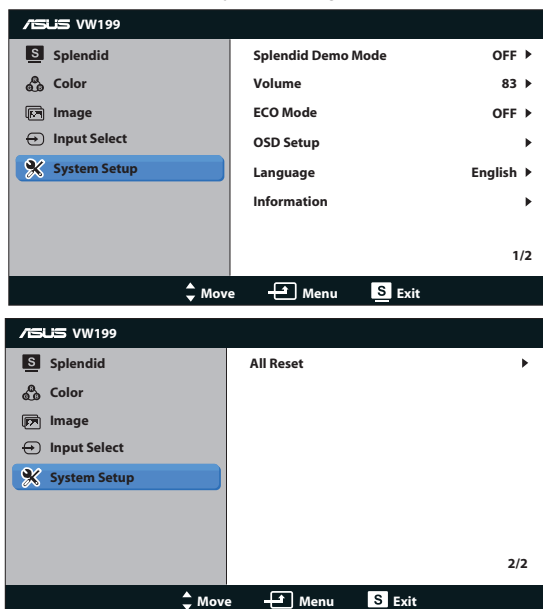 ASUS VW199
S Splendid
Color
Image
Input Select
System Setup
Splendid Demo Mode OFF
Volume 83
ECO Mode OFF
OSD Setup
Language English
Information
1/2
Move Menu S Exit
ASUS VW199
S Splendid
Color
Image
Input Select
System Setup
All Reset
2/2
Move Menu S Exit